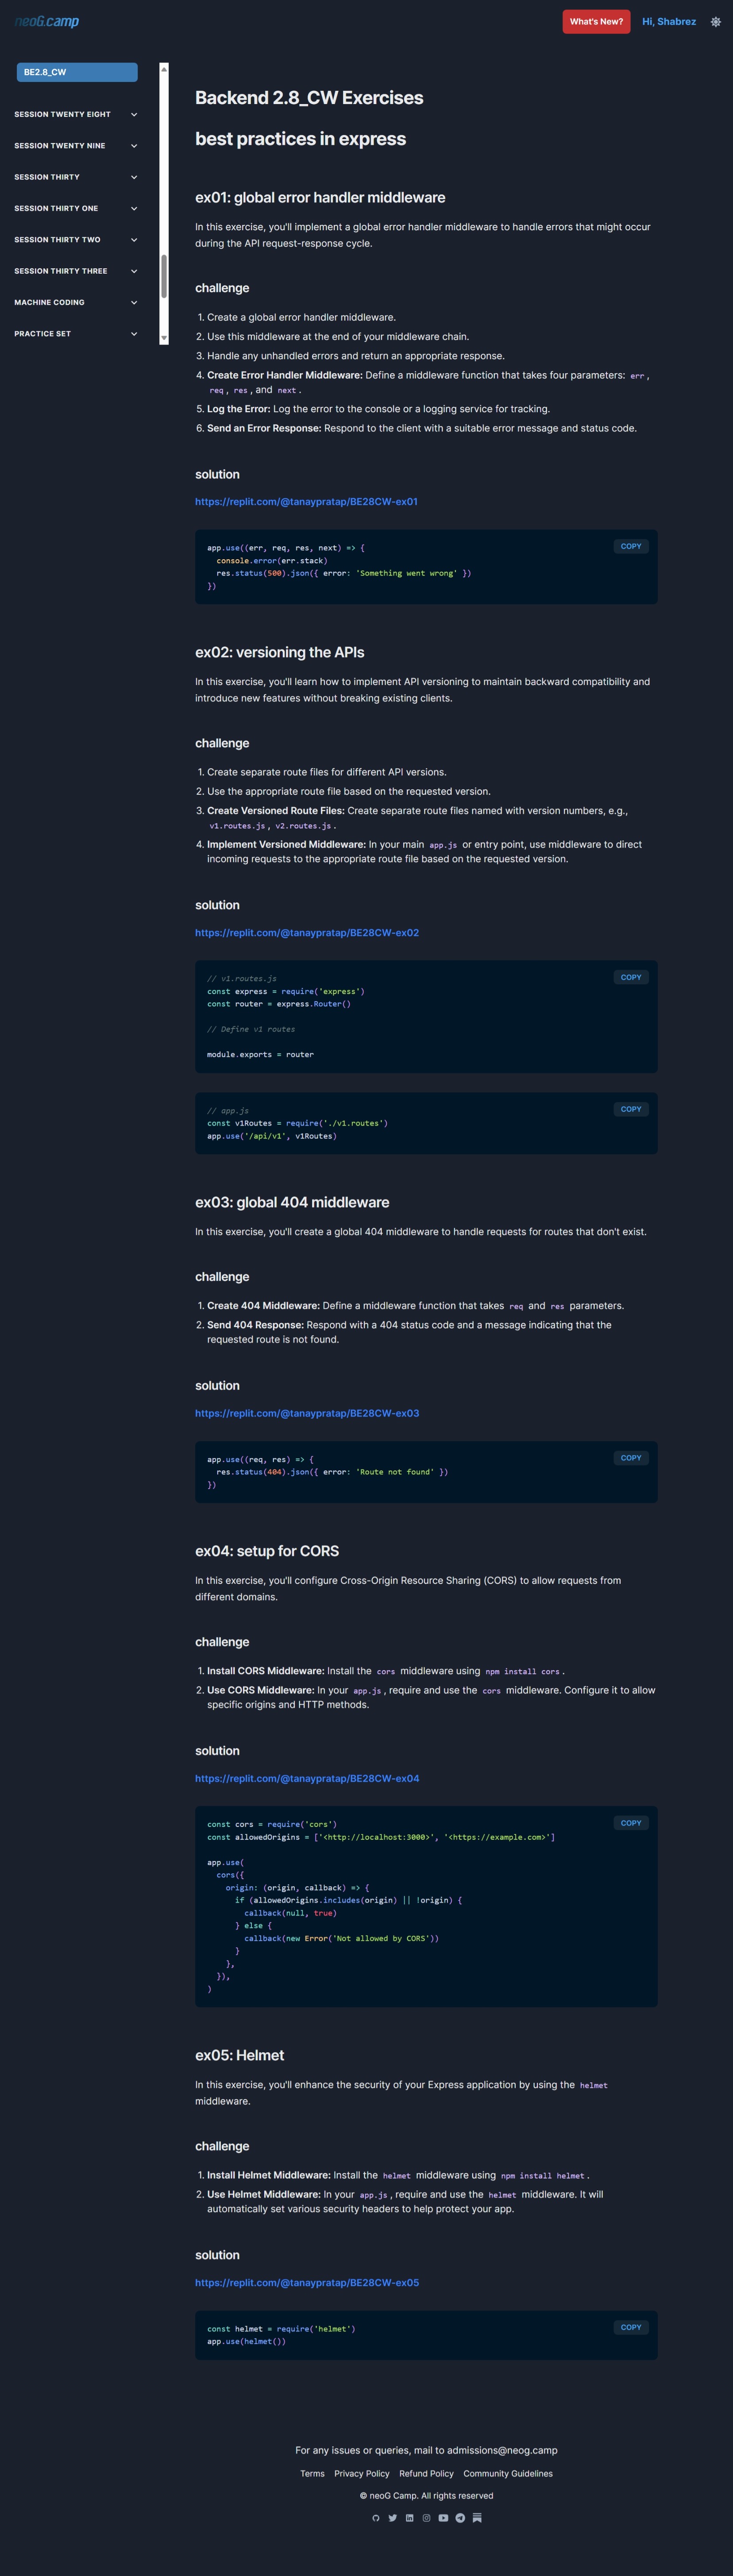 neoG.camp
What's New?
Hi, Shabrez
BE2.8_CW
SESSION TWENTY EIGHT
SESSION TWENTY NINE
SESSION THIRTY
SESSION THIRTY ONE
SESSION THIRTY TWO
SESSION THIRTY THREE
MACHINE CODING
PRACTICE SET
Backend 2.8_CW Exercises
best practices in express
ex01: global error handler middleware
In this exercise, you'll implement a global error handler middleware to handle errors that might occur
during the API request-response cycle.
challenge
1. Create a global error handler middleware.
2. Use this middleware at the end of your middleware chain.
3. Handle any unhandled errors and return an appropriate response.
4. Create Error Handler Middleware: Define a middleware function that takes four parameters: err,
req, res, and next.
5. Log the Error: Log the error to the console or a logging service for tracking.
6. Send an Error Response: Respond to the client with a suitable error message and status code.
solution
https://replit.com/@tanaypratap/BE28CW-ex01
COPY
app.use((err, req, res, next) => {
  console.error(err.stack)
  res.status(500).json({ error: 'Something went wrong' })
})
ex02: versioning the APIs
In this exercise, you'll learn how to implement API versioning to maintain backward compatibility and
introduce new features without breaking existing clients.
challenge
1. Create separate route files for different API versions.
2. Use the appropriate route file based on the requested version.
3. Create Versioned Route Files: Create separate route files named with version numbers, e.g.,
v1.routes.js, v2.routes.js.
4. Implement Versioned Middleware: In your main app.js or entry point, use middleware to direct
incoming requests to the appropriate route file based on the requested version.
solution
https://replit.com/@tanaypratap/BE28CW-ex02
COPY
// v1.routes.js
const express = require('express')
const router = express.Router()
// Define v1 routes
module.exports = router
COPY
// app.js
const v1Routes = require('./v1.routes')
app.use('/api/v1', v1Routes)
ex03: global 404 middleware
In this exercise, you'll create a global 404 middleware to handle requests for routes that don't exist.
challenge
1. Create 404 Middleware: Define a middleware function that takes req and res parameters.
2. Send 404 Response: Respond with a 404 status code and a message indicating that the
requested route is not found.
solution
https://replit.com/@tanaypratap/BE28CW-ex03
COPY
app.use((req, res) => {
  res.status(404).json({ error: 'Route not found' })
})
ex04: setup for CORS
In this exercise, you'll configure Cross-Origin Resource Sharing (CORS) to allow requests from
different domains.
challenge
1. Install CORS Middleware: Install the cors middleware using npm install cors.
2. Use CORS Middleware: In your app.js, require and use the cors middleware. Configure it to allow
specific origins and HTTP methods.
solution
https://replit.com/@tanaypratap/BE28CW-ex04
COPY
const cors = require('cors')
const allowedOrigins = ['<http://localhost:3000>', '<https://example.com>']
app.use(
  cors({
    origin: (origin, callback) => {
      if (allowedOrigins.includes(origin) || !origin) {
        callback(null, true)
      } else {
        callback(new Error('Not allowed by CORS'))
      }
    },
  }),
)
ex05: Helmet
In this exercise, you'll enhance the security of your Express application by using the helmet
middleware.
challenge
1. Install Helmet Middleware: Install the helmet middleware using npm install helmet.
2. Use Helmet Middleware: In your app.js, require and use the helmet middleware. It will
automatically set various security headers to help protect your app.
solution
https://replit.com/@tanaypratap/BE28CW-ex05
COPY
const helmet = require('helmet')
app.use(helmet())
For any issues or queries, mail to admissions@neog.camp
Terms Privacy Policy Refund Policy Community Guidelines
© neoG Camp. All rights reserved